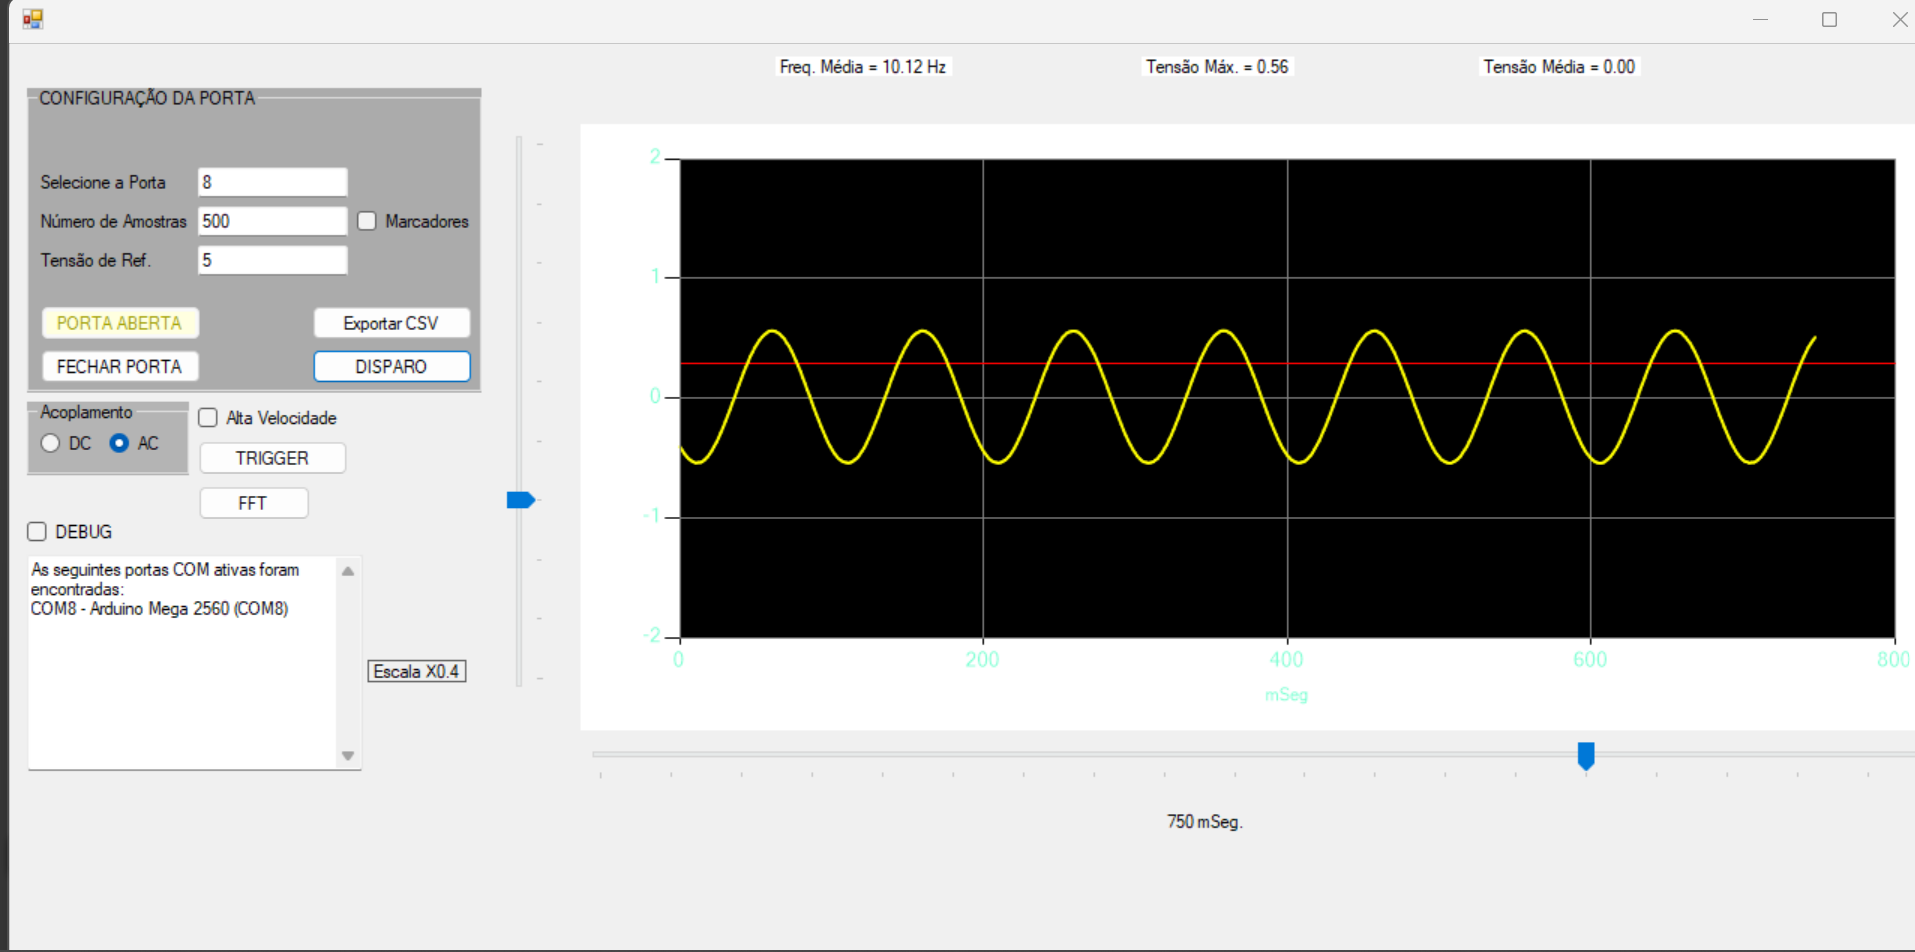 Freq. Média = 10.12 Hz
Tensão Máx. = 0.56
Tensão Média = 0.00
CONFIGURAÇÃO DA PORTA
Selecione a Porta 8
Número de Amostras 500 Marcadores
Tensão de Ref. 5
PORTA ABERTA Exportar CSV
FECHAR PORTA DISPARO
Acoplamento
DC AC
Alta Velocidade
TRIGGER
FFT
DEBUG
As seguintes portas COM ativas foram
encontradas:
COM8 - Arduino Mega 2560 (COM8)
Escala X0.4
2
1
0
-1
-2
0 200 400 600 800
mSeg
750 mSeg.